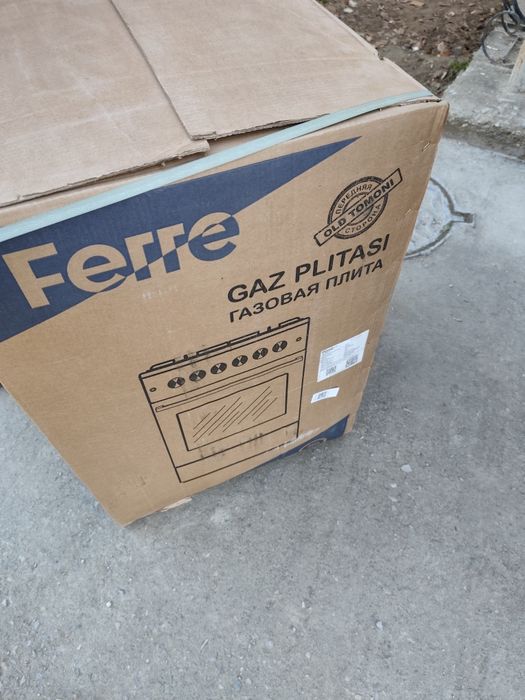 Ferre
ПЕРЕДНЯЯ
OLD TOMONI
СТОРОНА
GAZ PLITASI
ГАЗОВАЯ ПЛИТА